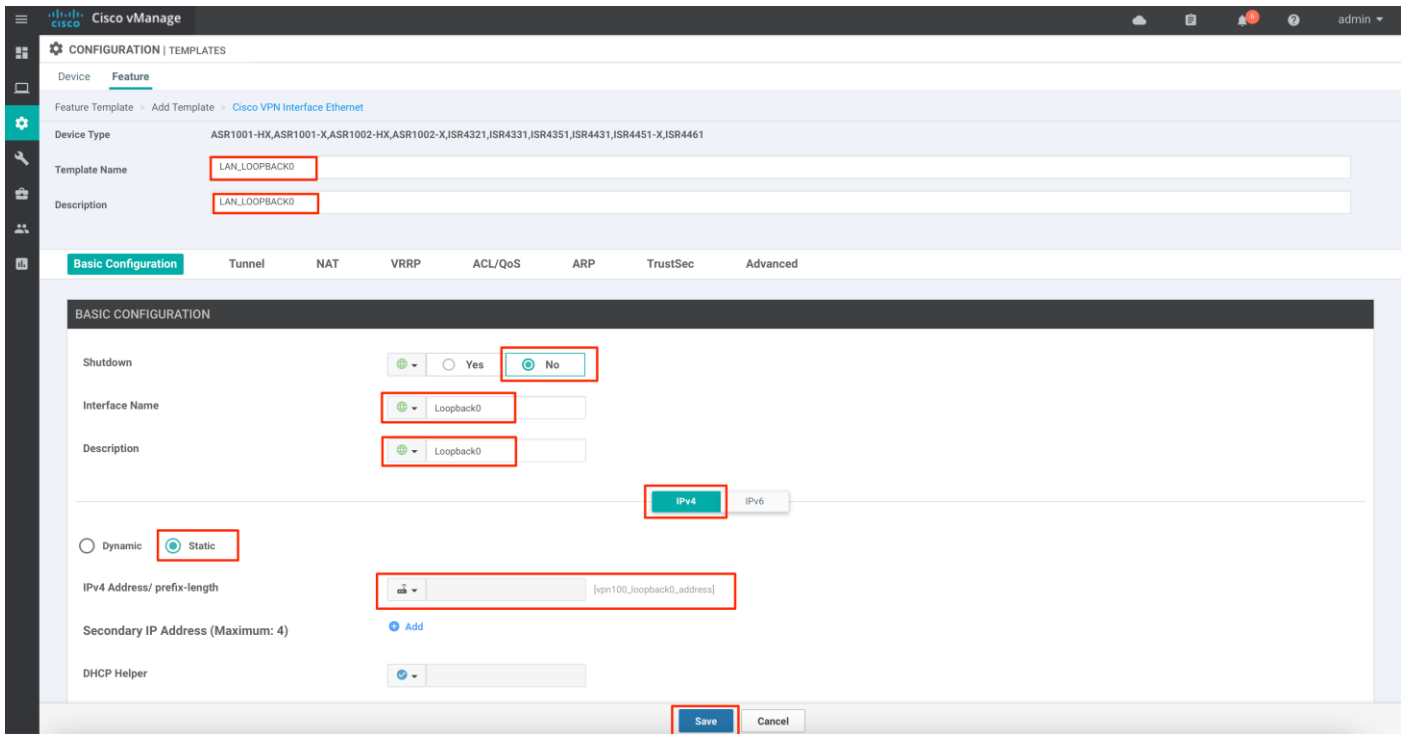 cisco Cisco vManage
6
admin
CONFIGURATION | TEMPLATES
Device Feature
Feature Template > Add Template > Cisco VPN Interface Ethernet
Device Type ASR1001-HX,ASR1001-X,ASR1002-HX,ASR1002-X,ISR4321,ISR4331,ISR4351,ISR4431,ISR4451-X,ISR4461
Template Name LAN_LOOPBACK0
Description LAN_LOOPBACK0
Basic Configuration Tunnel NAT VRRP ACL/QoS ARP TrustSec Advanced
BASIC CONFIGURATION
Shutdown Yes No
Interface Name Loopback0
Description Loopback0
IPv4 IPv6
Dynamic Static
IPv4 Address/ prefix-length [vpn100_loopback0_address]
Secondary IP Address (Maximum: 4) Add
DHCP Helper
Save Cancel